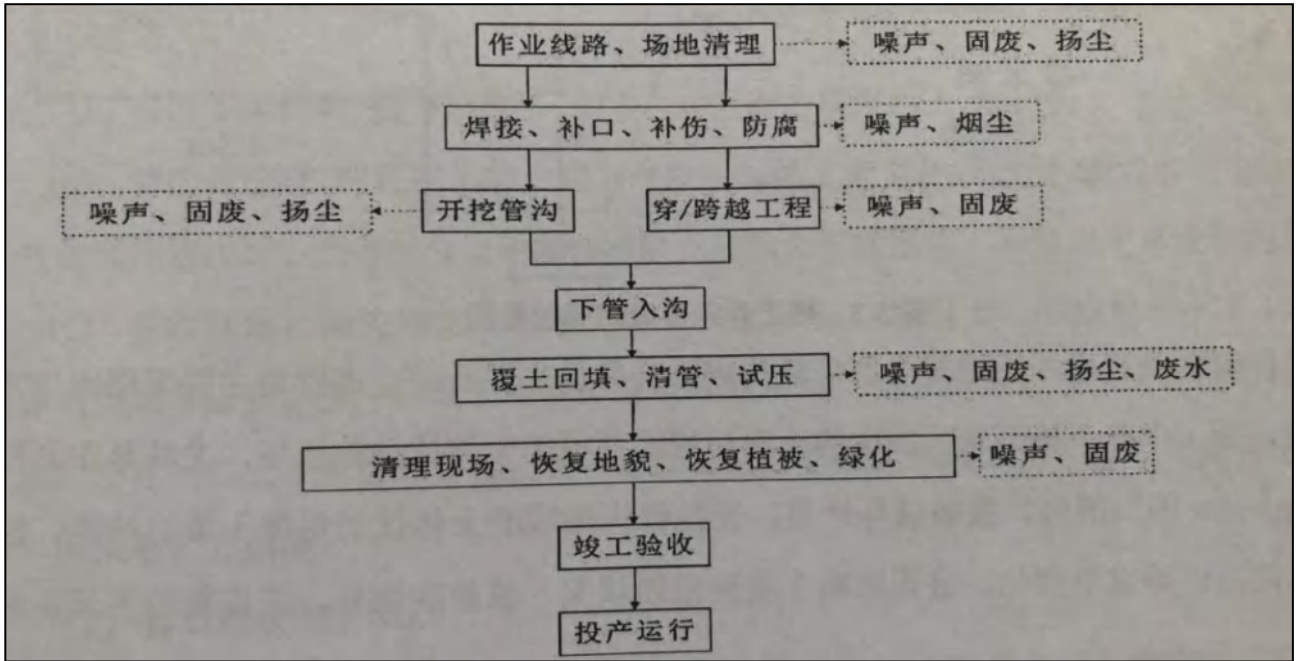 作业线路、场地清理
噪声、固废、扬尘
焊接、补口、补伤、防腐
噪声、烟尘
噪声、固废、扬尘
开挖管沟
穿/跨越工程
噪声、固废
下管入沟
覆土回填、清管、试压
噪声、固废、扬尘、废水
清理现场、恢复地貌、恢复植被、绿化
噪声、固废
竣工验收
投产运行